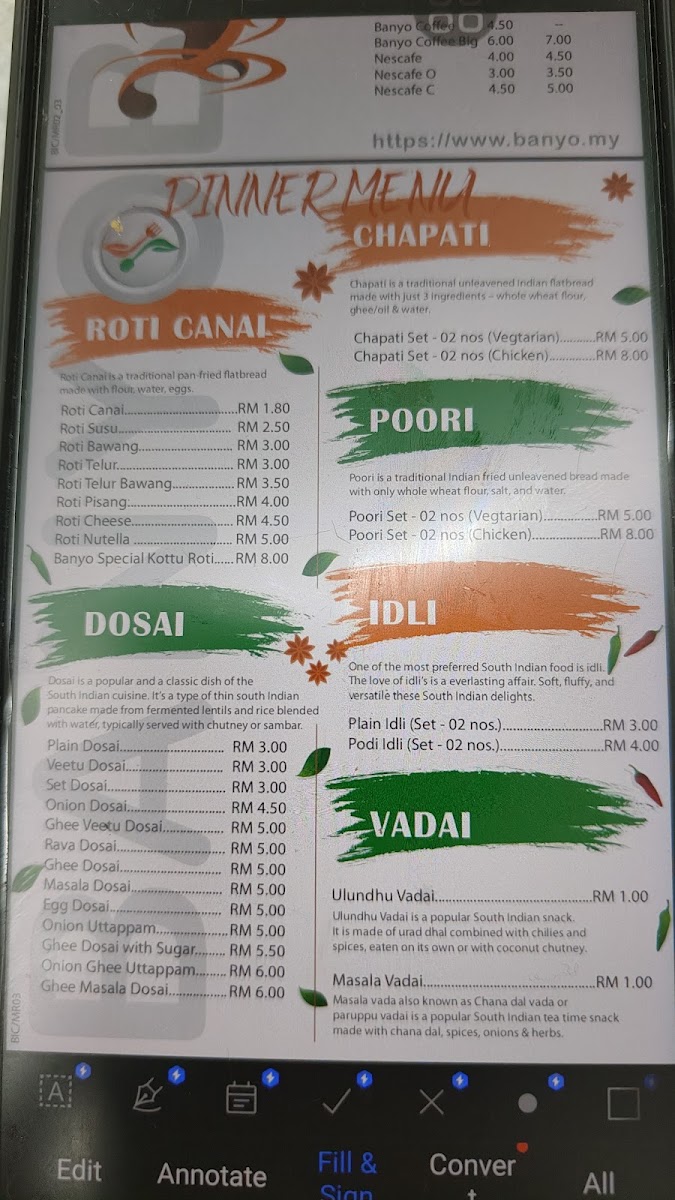 Banyo Coffee 4.50 --
Banyo Coffee Big 6.00 7.00
Nescafe 4.00 4.50
Nescafe O 3.00 3.50
Nescafe C 4.50 5.00
BIC/MR02_03
https://www.banyo.my
DINNER MENU
ROTI CANAI
Roti Canai is a traditional pan-fried flatbread
made with flour, water, eggs.
Roti Canai..............................RM 1.80
Roti Susu.............................. RM 2.50
Roti Bawang......................... RM 3.00
Roti Telur.............................. RM 3.00
Roti Telur Bawang................RM 3.50
Roti Pisang............................RM 4.00
Roti Cheese...........................RM 4.50
Roti Nutella .......................... RM 5.00
Banyo Special Kottu Roti.....RM 8.00
DOSAI
Dosai is a popular and a classic dish of the
South Indian cuisine. It's a type of thin south Indian
pancake made from fermented lentils and rice blended
with water, typically served with chutney or sambar.
Plain Dosai........................... RM 3.00
Veetu Dosai......................... RM 3.00
Set Dosai.............................. RM 3.00
Onion Dosai......................... RM 4.50
Ghee Veetu Dosai................ RM 5.00
Rava Dosai........................... RM 5.00
Ghee Dosai.......................... RM 5.00
Masala Dosai....................... RM 5.00
Egg Dosai............................. RM 5.00
Onion Uttappam..................RM 5.00
Ghee Dosai with Sugar........ RM 5.50
Onion Ghee Uttappam........ RM 6.00
Ghee Masala Dosai...............RM 6.00
BIC/MR03
CHAPATI
Chapati is a traditional unleavened Indian flatbread
made with just 3 ingredients – whole wheat flour,
ghee/oil & water.
Chapati Set - 02 nos (Vegtarian)..........RM 5.00
Chapati Set - 02 nos (Chicken).............RM 8.00
POORI
Poori is a traditional Indian fried unleavened bread made
with only whole wheat flour, salt, and water.
Poori Set - 02 nos (Vegtarian)...............RM 5.00
Poori Set - 02 nos (Chicken)..................RM 8.00
IDLI
One of the most preferred South Indian food is idli.
The love of idli's is a everlasting affair. Soft, fluffy, and
versatile these South Indian delights.
Plain Idli (Set - 02 nos.)...........................RM 3.00
Podi Idli (Set - 02 nos.)...........................RM 4.00
VADAI
Ulundhu Vadai........................................RM 1.00
Ulundhu Vadai is a popular South Indian snack.
It is made of urad dhal combined with chilies and
spices, eaten on its own or with coconut chutney.
Masala Vadai...........................................RM 1.00
Masala vada also known as Chana dal vada or
paruppu vadai is a popular South Indian tea time snack
made with chana dal, spices, onions & herbs.
A
Edit
Annotate
Fill &
Sign
Conver
t
All